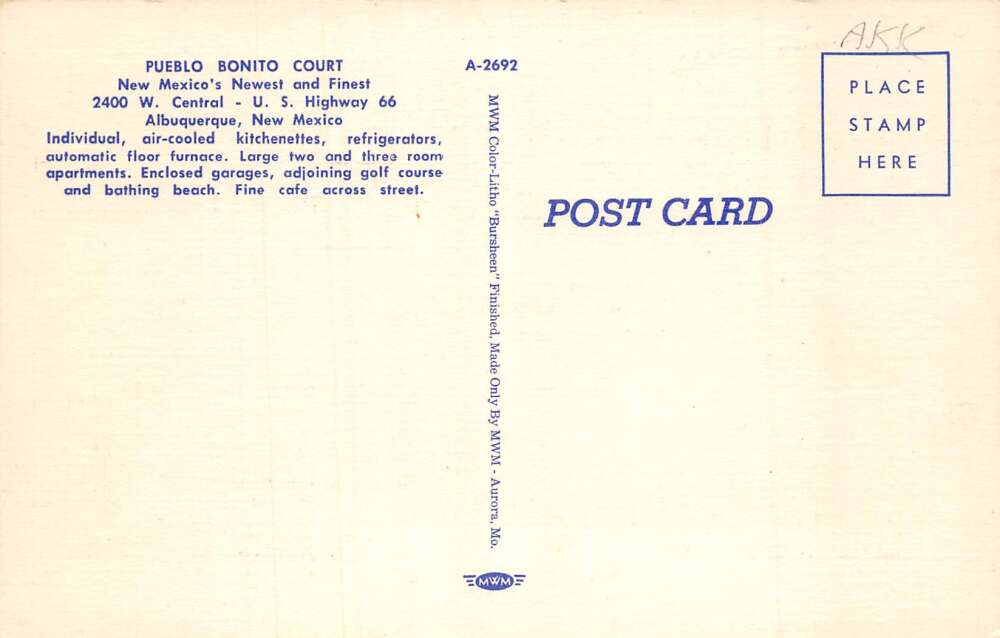 AKK
PUEBLO BONITO COURT
New Mexico's Newest and Finest
2400 W. Central - U. S. Highway 66
Albuquerque, New Mexico
Individual, air-cooled kitchenettes, refrigerators,
automatic floor furnace. Large two and three room
apartments. Enclosed garages, adjoining golf course
and bathing beach. Fine cafe across street.
A-2692
MWM Color-Litho "Bursheen" Finished, Made Only By MWM - Aurora, Mo.
MWM
POST CARD
PLACE
STAMP
HERE